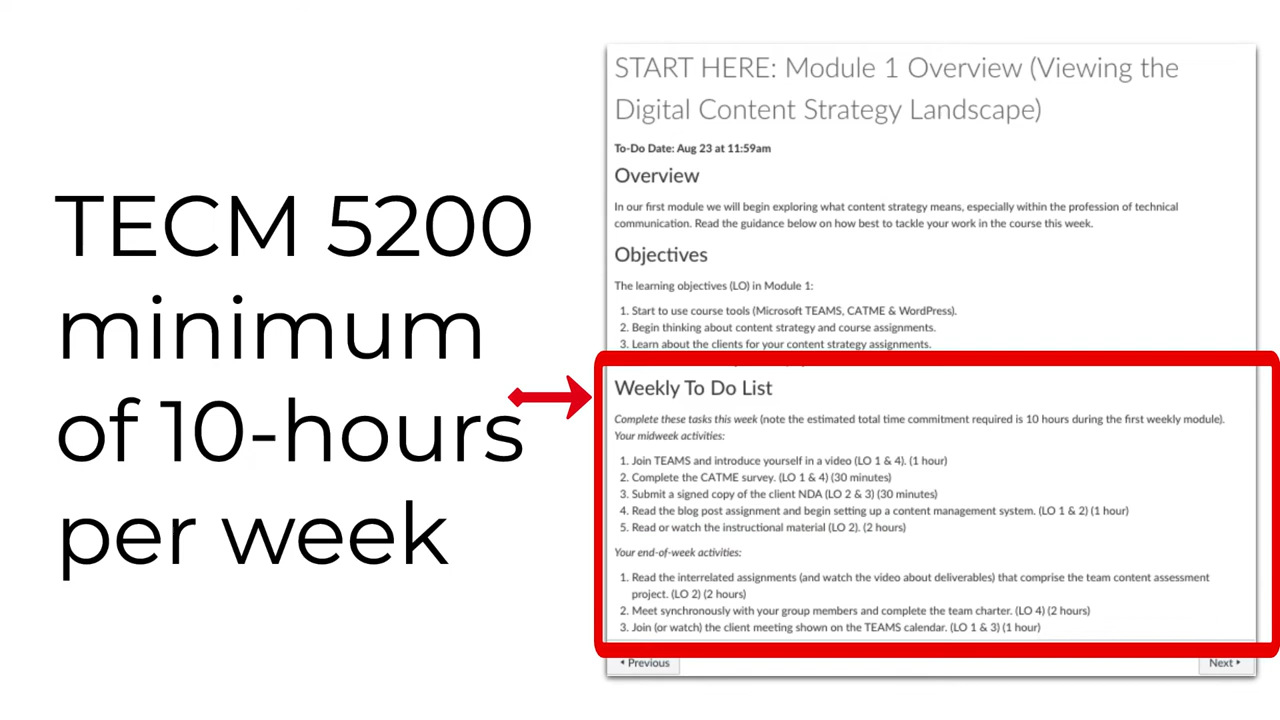 TECM 5200
minimum
of 10-hours
per week
START HERE: Module 1 Overview (Viewing the
Digital Content Strategy Landscape)
To-Do Date: Aug 23 at 11:59am
Overview
In our first module we will begin exploring what content strategy means, especially within the profession of technical
communication. Read the guidance below on how best to tackle your work in the course this week.
Objectives
The learning objectives (LO) in Module 1:
1. Start to use course tools (Microsoft TEAMS, CATME & WordPress).
2. Begin thinking about content strategy and course assignments.
3. Learn about the clients for your content strategy assignments.
Weekly To Do List
Complete these tasks this week (note the estimated total time commitment required is 10 hours during the first weekly module).
Your midweek activities:
1. Join TEAMS and introduce yourself in a video (LO 1 & 4). (1 hour)
2. Complete the CATME survey. (LO 1 & 4) (30 minutes)
3. Submit a signed copy of the client NDA (LO 2 & 3) (30 minutes)
4. Read the blog post assignment and begin setting up a content management system. (LO 1 & 2) (1 hour)
5. Read or watch the instructional material (LO 2). (2 hours)
Your end-of-week activities:
1. Read the interrelated assignments (and watch the video about deliverables) that comprise the team content assessment
project. (LO 2) (2 hours)
2. Meet synchronously with your group members and complete the team charter. (LO 4) (2 hours)
3. Join (or watch) the client meeting shown on the TEAMS calendar. (LO 1 & 3) (1 hour)
Previous
Next